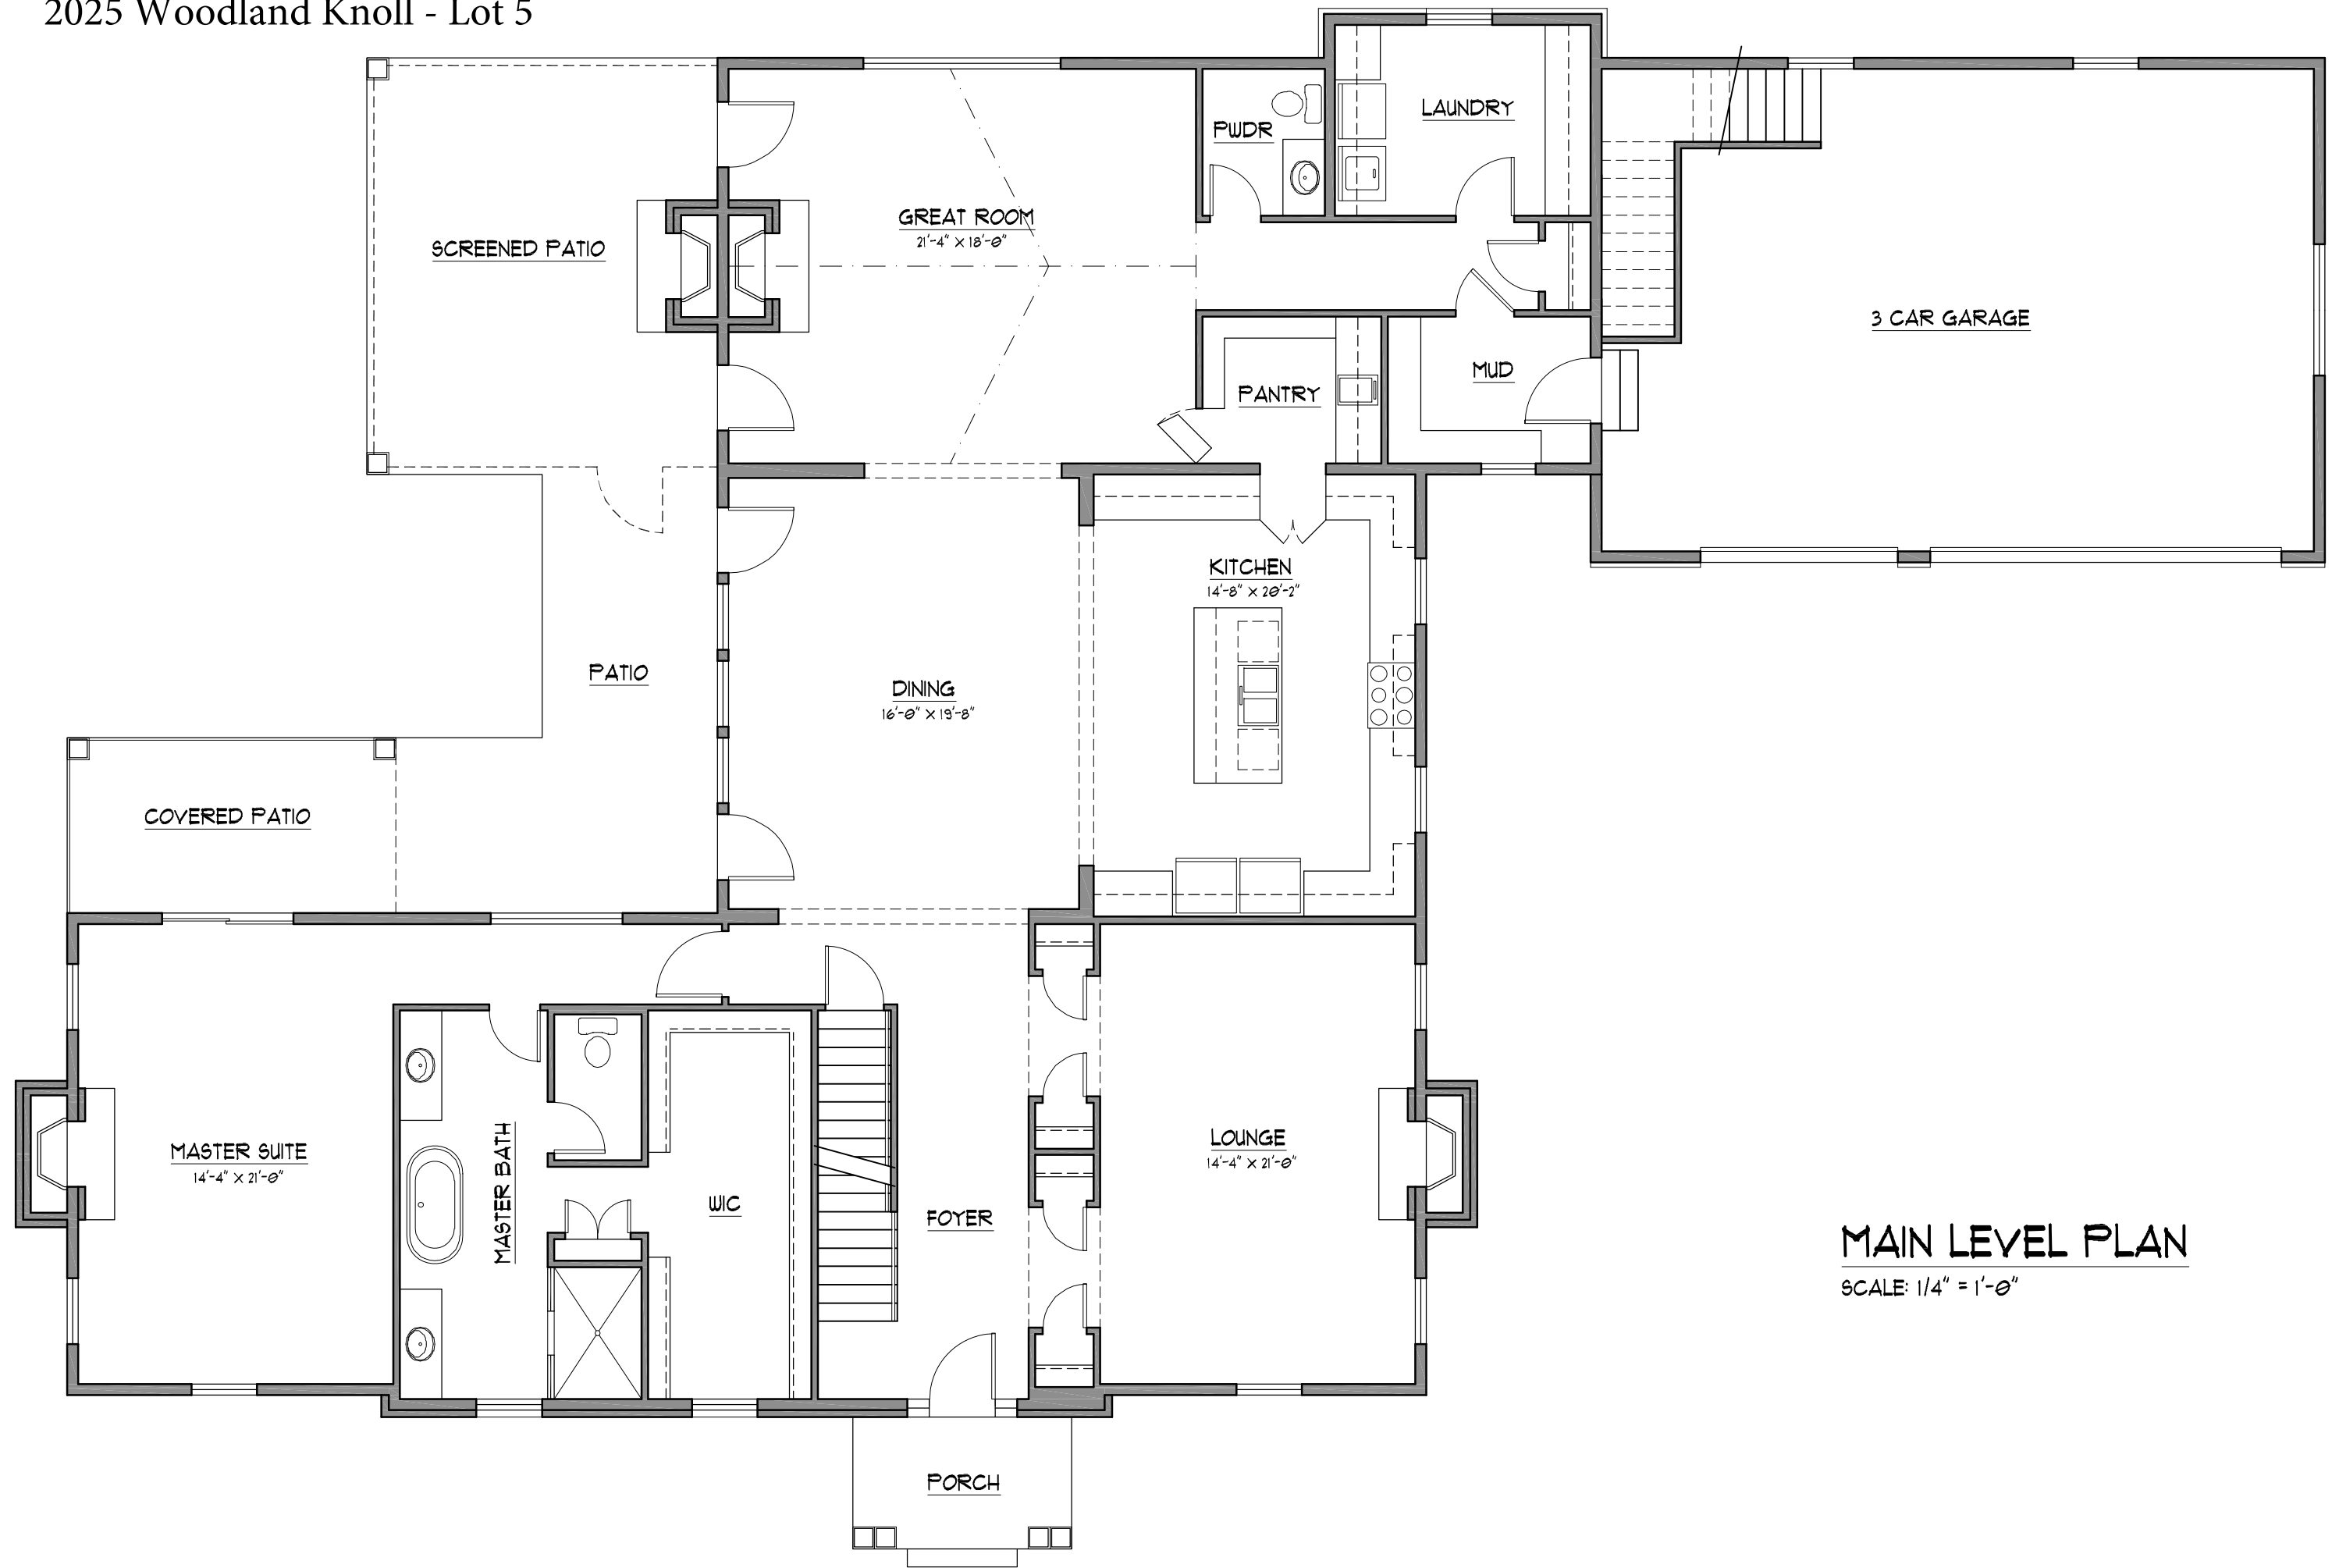 2025 Woodland Knoll - Lot 5
LAUNDRY
PWDR
GREAT ROOM
21'-4" X 18'-0"
SCREENED PATIO
3 CAR GARAGE
MUD
PANTRY
KITCHEN
14'-8" X 20'-2"
PATIO
DINING
16'-0" X 19'-8"
COVERED PATIO
MASTER SUITE
14'-4" X 21'-0"
MASTER BATH
WIC
FOYER
LOUNGE
14'-4" X 21'-0"
MAIN LEVEL PLAN
SCALE: 1/4" = 1'-0"
PORCH